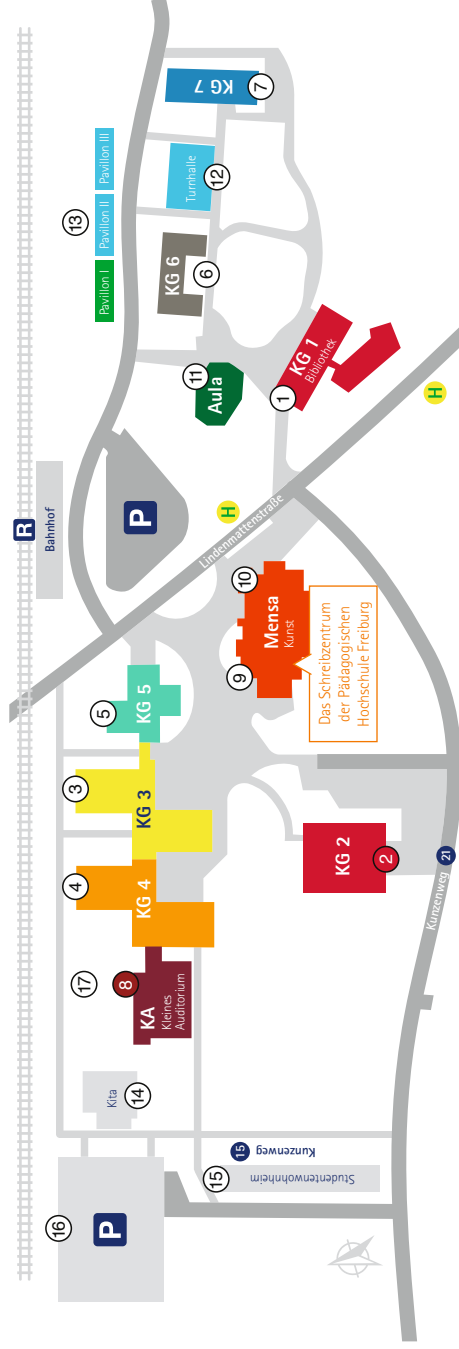 R
Bahnhof
13
Pavillon I
Pavillon II
Pavillon III
KG 7
7
Turnhalle
12
KG 6
6
11
Aula
1
KG 1
Bibliothek
H
P
H
Lindenmattenstraße
10
Mensa
Kunst
9
Das Schreibzentrum
der Pädagogischen
Hochschule Freiburg
5
KG 5
3
KG 3
4
KG 4
17
8
KA
Kleines
Auditorium
KG 2
2
Kunzenweg
21
Kita
14
15
Kunzenweg
15
Studentenwohnheim
16
P